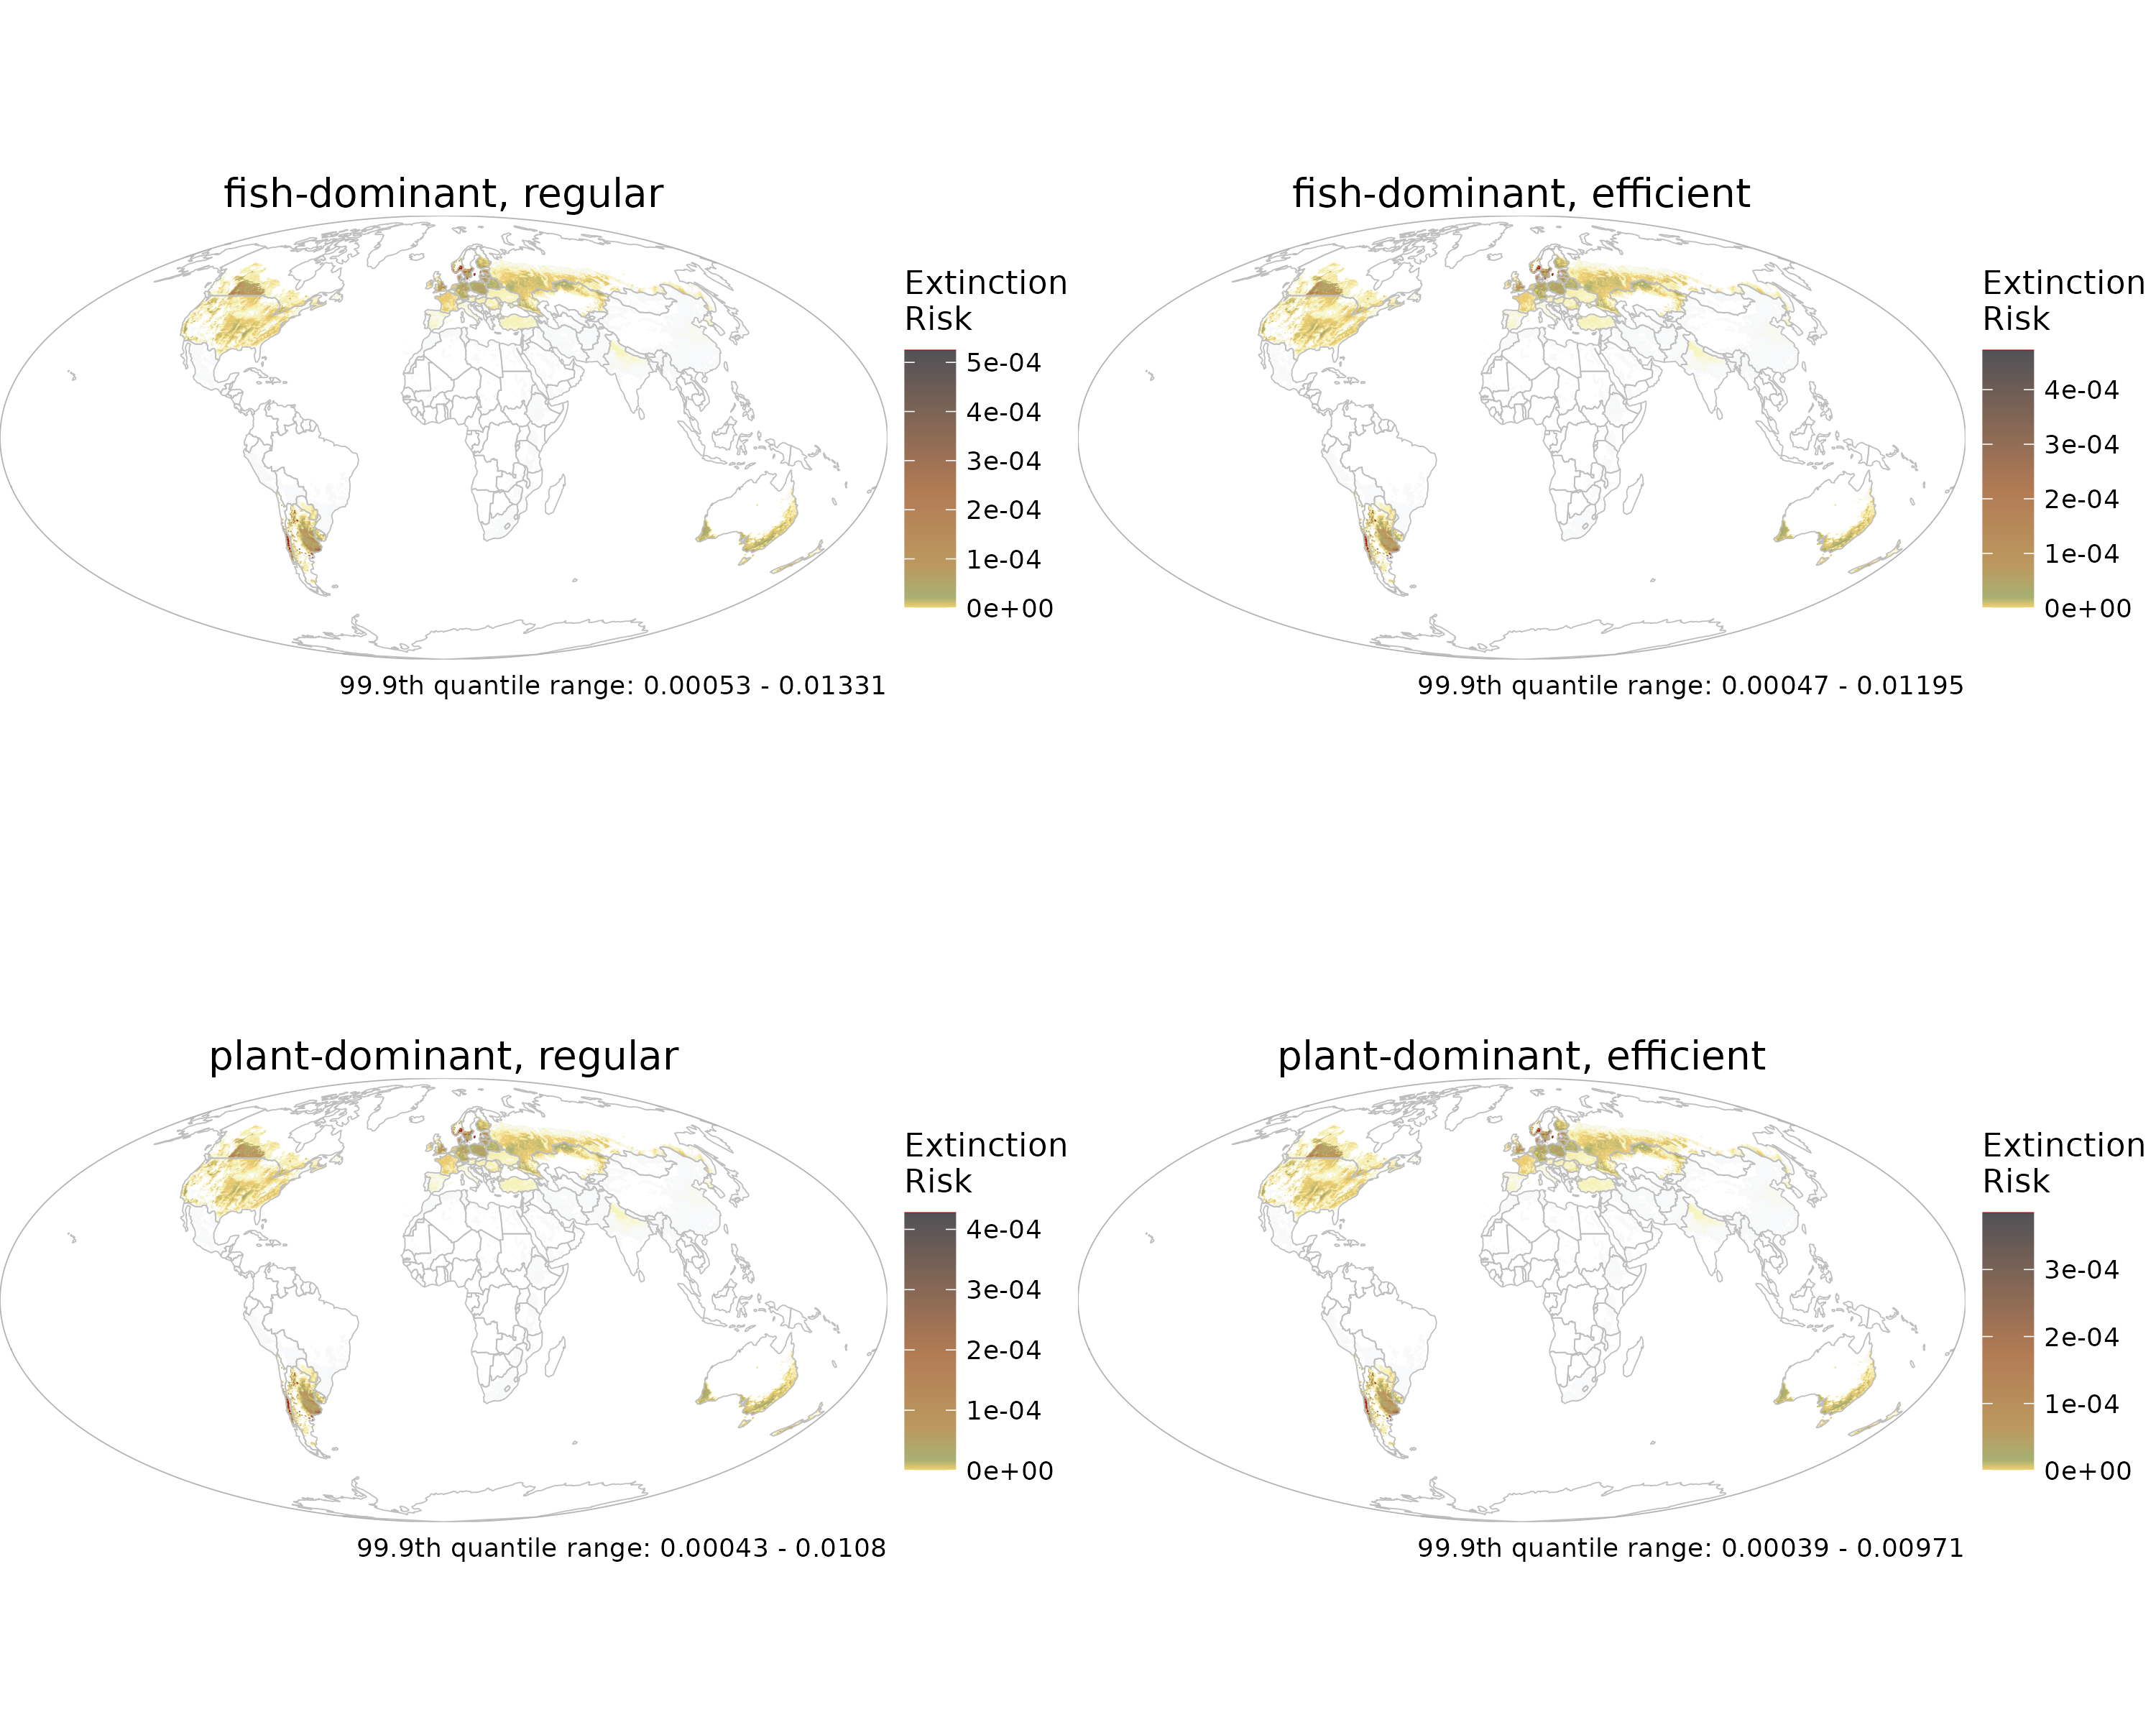 fish-dominant, regular
Extinction
Risk
5e-04
4e-04
3e-04
2e-04
1e-04
0e+00
99.9th quantile range: 0.00053 - 0.01331
fish-dominant, efficient
Extinction
Risk
4e-04
3e-04
2e-04
1e-04
0e+00
99.9th quantile range: 0.00047 - 0.01195
plant-dominant, regular
Extinction
Risk
4e-04
3e-04
2e-04
1e-04
0e+00
99.9th quantile range: 0.00043 - 0.0108
plant-dominant, efficient
Extinction
Risk
3e-04
2e-04
1e-04
0e+00
99.9th quantile range: 0.00039 - 0.00971